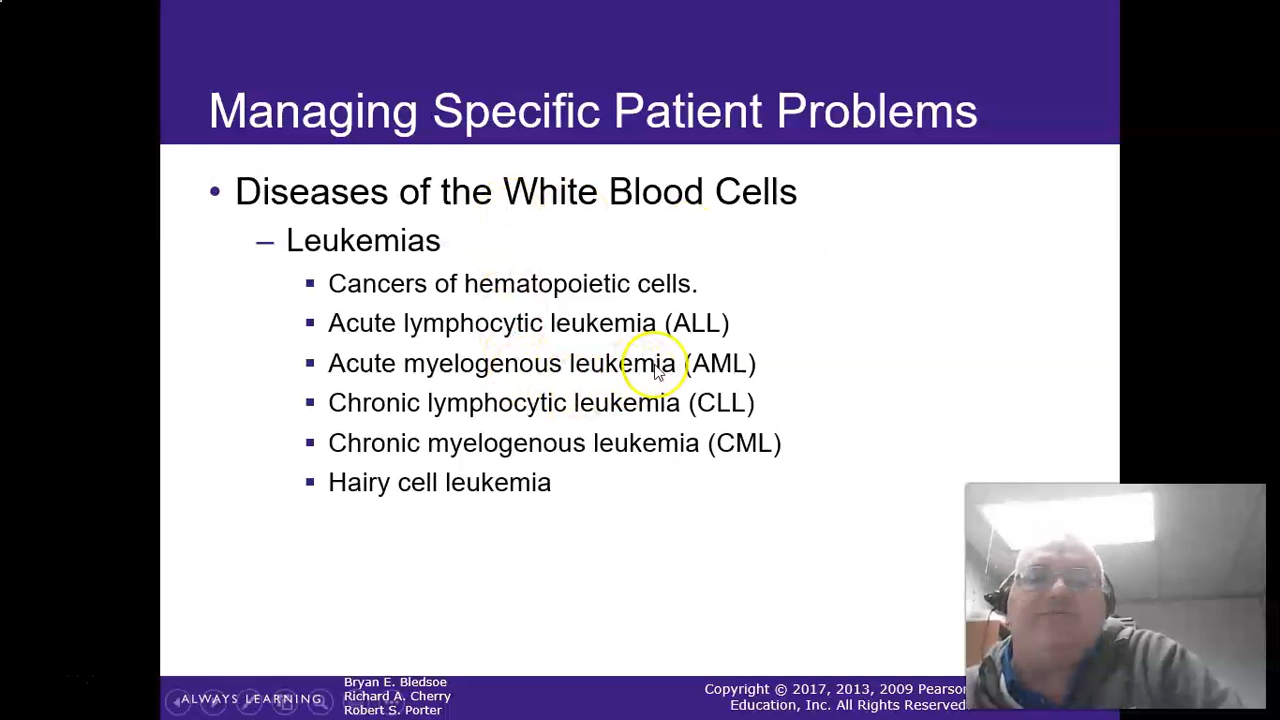 Managing Specific Patient Problems
• Diseases of the White Blood Cells
– Leukemias
▪ Cancers of hematopoietic cells.
▪ Acute lymphocytic leukemia (ALL)
▪ Acute myelogenous leukemia (AML)
▪ Chronic lymphocytic leukemia (CLL)
▪ Chronic myelogenous leukemia (CML)
▪ Hairy cell leukemia
ALWAYS LEARNING
Bryan E. Bledsoe
Richard A. Cherry
Robert S. Porter
Copyright © 2017, 2013, 2009 Pearson
Education, Inc. All Rights Reserved